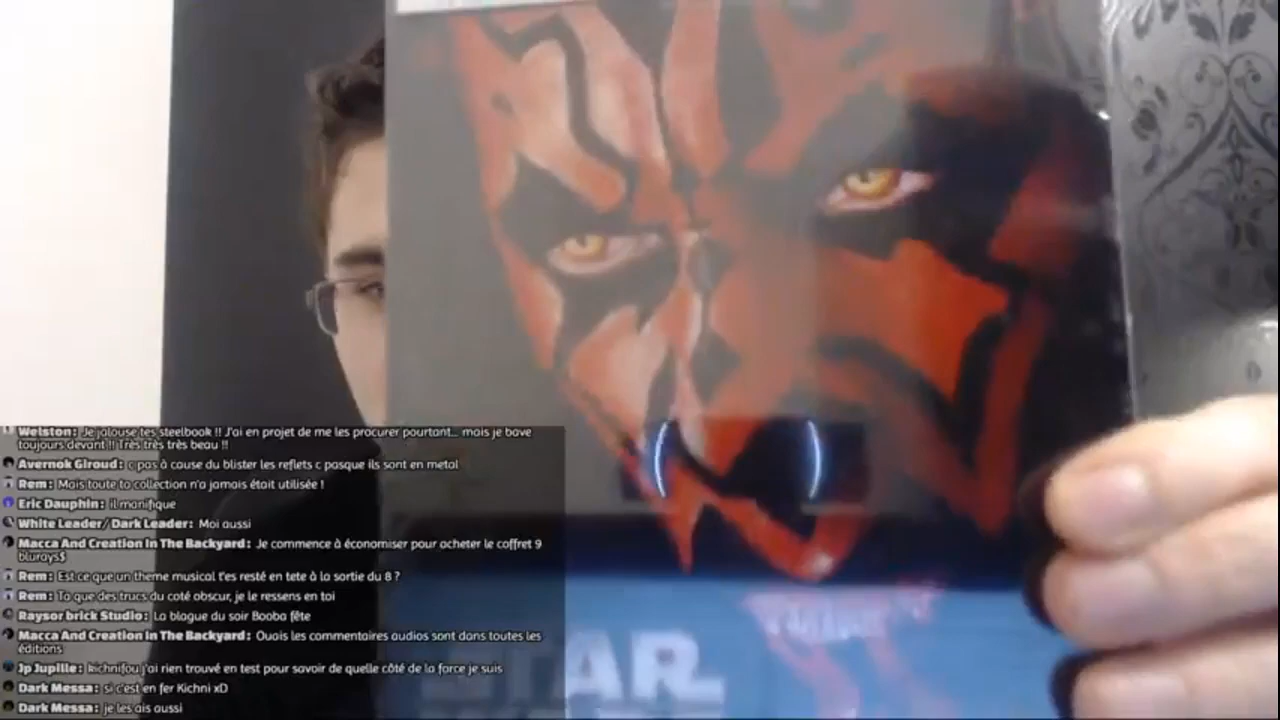 Welston: Je jalouse tes steelbook !! J'ai en projet de me les procurer pourtant... mais je bave
toujours devant !! Très très très beau !!
Avernok Giroud: c pas à cause du blister les reflets c pasque ils sont en metal
Rem: Mais toute ta collection n'a jamais était utilisée !
Eric Dauphin: il manifique
White Leader/Dark Leader: Moi aussi
Macca And Creation In The Backyard: Je commence à économiser pour acheter le coffret 9
blurays$
Rem: Est ce que un theme musical t'es resté en tete à la sortie du 8 ?
Rem: Ta que des trucs du coté obscur, je le ressens en toi
Raysor brick Studio: La blague du soir Booba fête
Macca And Creation In The Backyard: Ouais les commentaires audios sont dans toutes les
éditions
Jp Jupille: kichnifou j'ai rien trouvé en test pour savoir de quelle côté de la force je suis
Dark Messa: si c'est en fer Kichni xD
Dark Messa: je les ais aussi
STAR